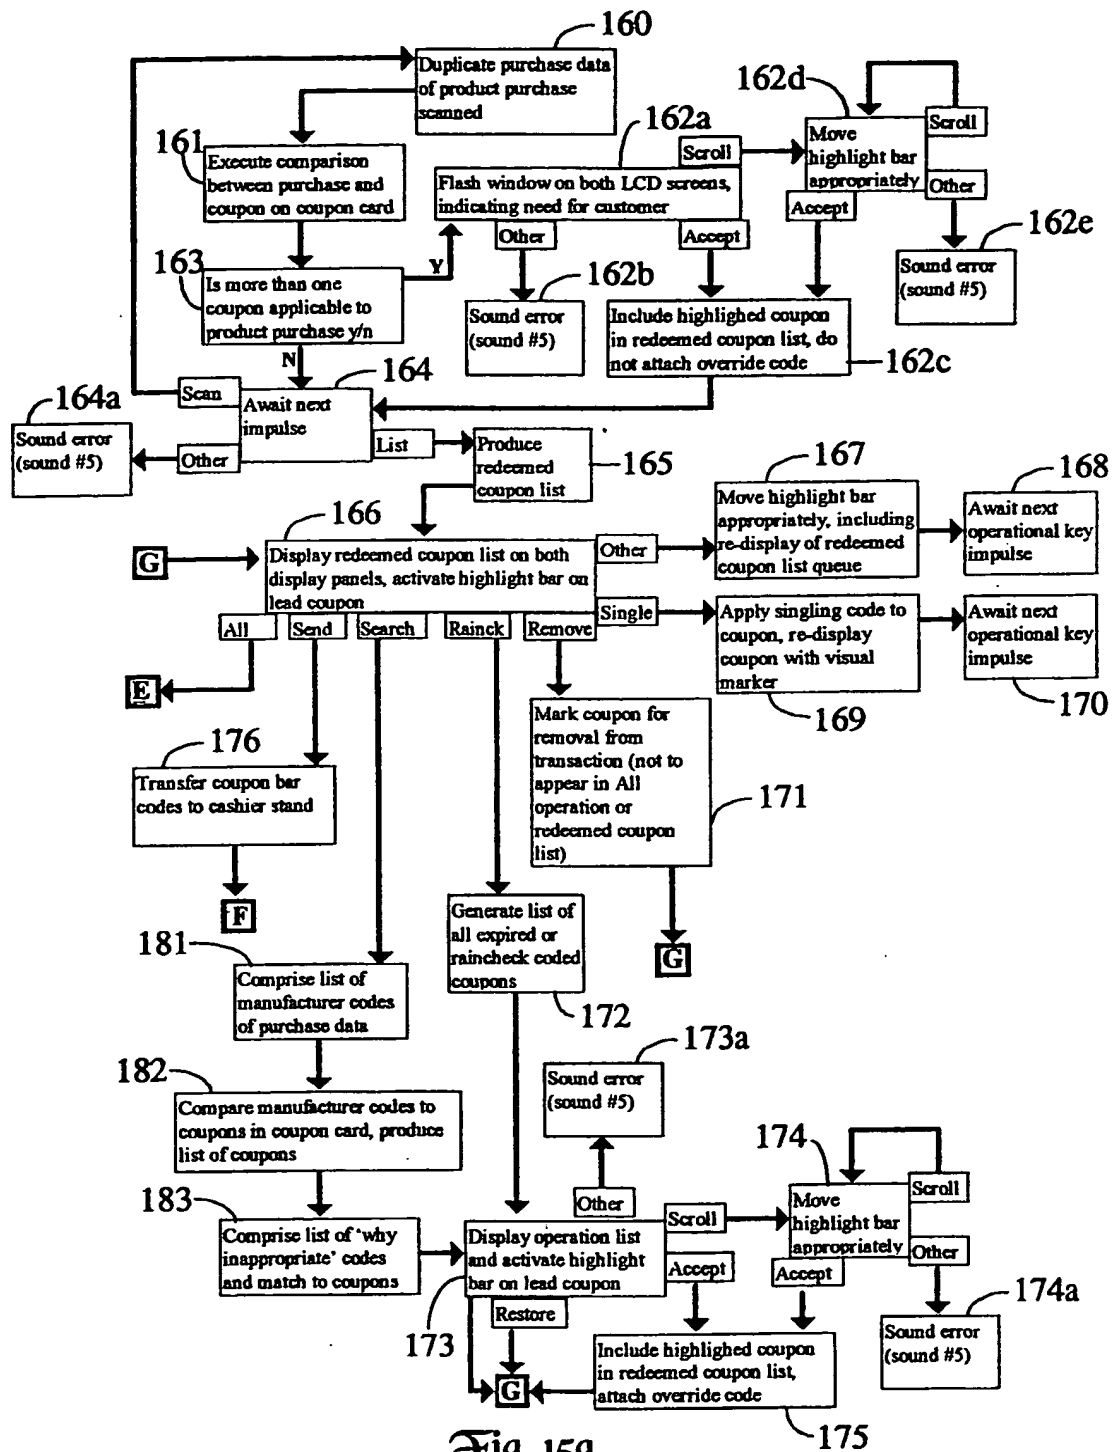 160
Duplicate purchase data
of product purchase
scanned
161
Execute comparison
between purchase and
coupon on coupon card
162a
Flash window on both LCD screens,
indicating need for customer
Scroll
Other
Accept
162d
Move
highlight bar
appropriately
Scroll
Other
Accept
162e
Sound error
(sound #5)
163
Is more than one
coupon applicable to
product purchase y/n
Y
N
162b
Sound error
(sound #5)
Include highlighed coupon
in redeemed coupon list, do
not attach override code
162c
164
Await next
impulse
Scan
Other
List
164a
Sound error
(sound #5)
Produce
redeemed
coupon list
165
166
G
Display redeemed coupon list on both
display panels, activate highlight bar on
lead coupon
Other
Single
All
Send
Search
Rainck
Remove
167
Move highlight bar
appropriately, including
re-display of redeemed
coupon list queue
168
Await next
operational key
impulse
Apply singling code to
coupon, re-display
coupon with visual
marker
169
Await next
operational key
impulse
170
E
176
Transfer coupon bar
codes to cashier stand
F
Mark coupon for
removal from
transaction (not to
appear in All
operation or
redeemed coupon
list)
171
G
Generate list of
all expired or
raincheck coded
coupons
172
181
Comprise list of
manufacturer codes
of purchase data
182
Compare manufacturer codes to
coupons in coupon card, produce
list of coupons
183
Comprise list of 'why
inappropriate' codes
and match to coupons
173a
Sound error
(sound #5)
Other
Display operation list
and activate highlight
bar on lead coupon
173
Scroll
Accept
Restore
174
Move
highlight bar
appropriately
Scroll
Other
Accept
174a
Sound error
(sound #5)
Include highlighed coupon
in redeemed coupon list,
attach override code
175
G
Fig. 15a